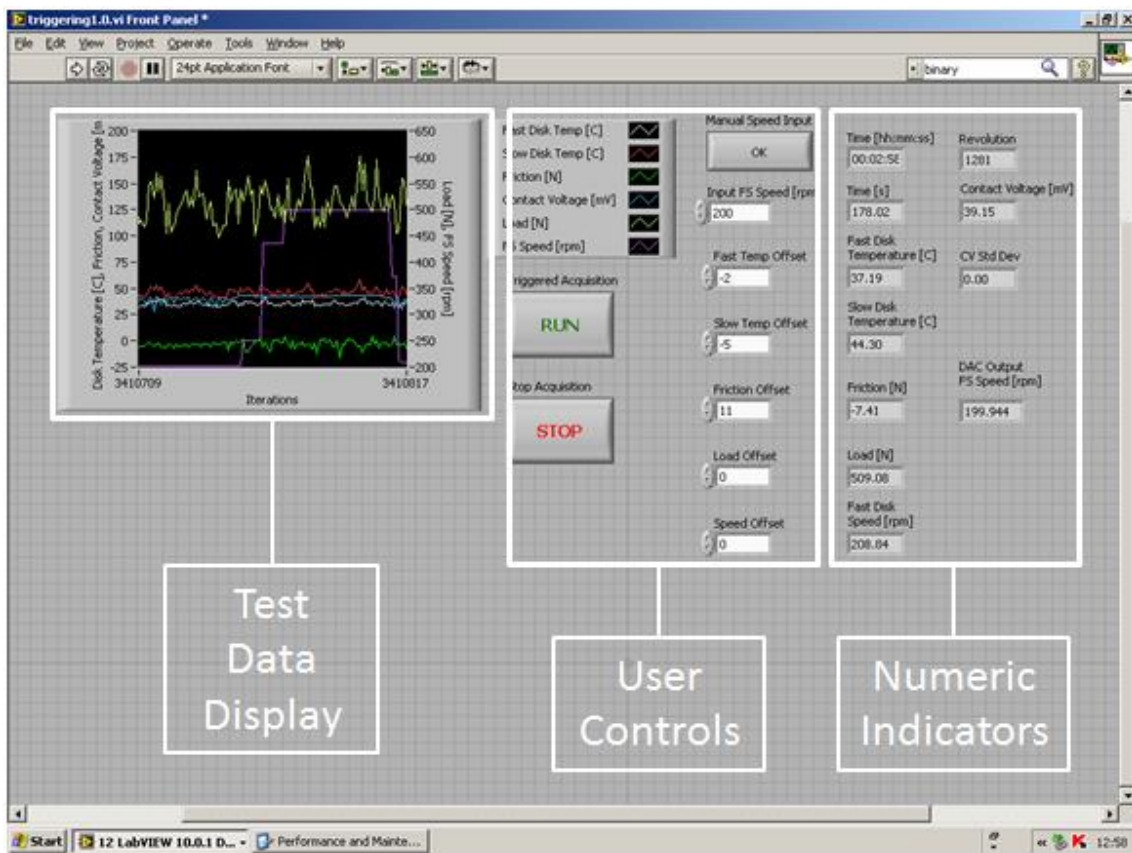 triggering1.0.vi Front Panel *
File Edit View Project Operate Tools Window Help
24pt Application Font
binary
Disk Temperature [C], Friction, Contact Voltage [m
200
175
150
125
100
75
50
25
0
-25
650
600
550
500
450
400
350
300
250
200
Load [N], FS Speed [rpm]
3410709
3410817
Iterations
Fast Disk Temp [C]
Slow Disk Temp [C]
Friction [N]
Contact Voltage [mV]
Load [N]
FS Speed [rpm]
Triggered Acquisition
RUN
Stop Acquisition
STOP
Manual Speed Input
OK
Input FS Speed [rpm
200
Fast Temp Offset
-2
Slow Temp Offset
-5
Friction Offset
11
Load Offset
0
Speed Offset
0
Time [hh:mm:ss]
00:02:58
Time [s]
178.02
Fast Disk
Temperature [C]
37.19
Slow Disk
Temperature [C]
44.30
Friction [N]
-7.41
Load [N]
509.08
Fast Disk
Speed [rpm]
208.84
Revolution
1281
Contact Voltage [mV]
39.15
CV Std Dev
0.00
DAC Output
FS Speed [rpm]
199.944
Test
Data
Display
User
Controls
Numeric
Indicators
Start
12 LabVIEW 10.0.1 D...
Performance and Mainte...
12:58